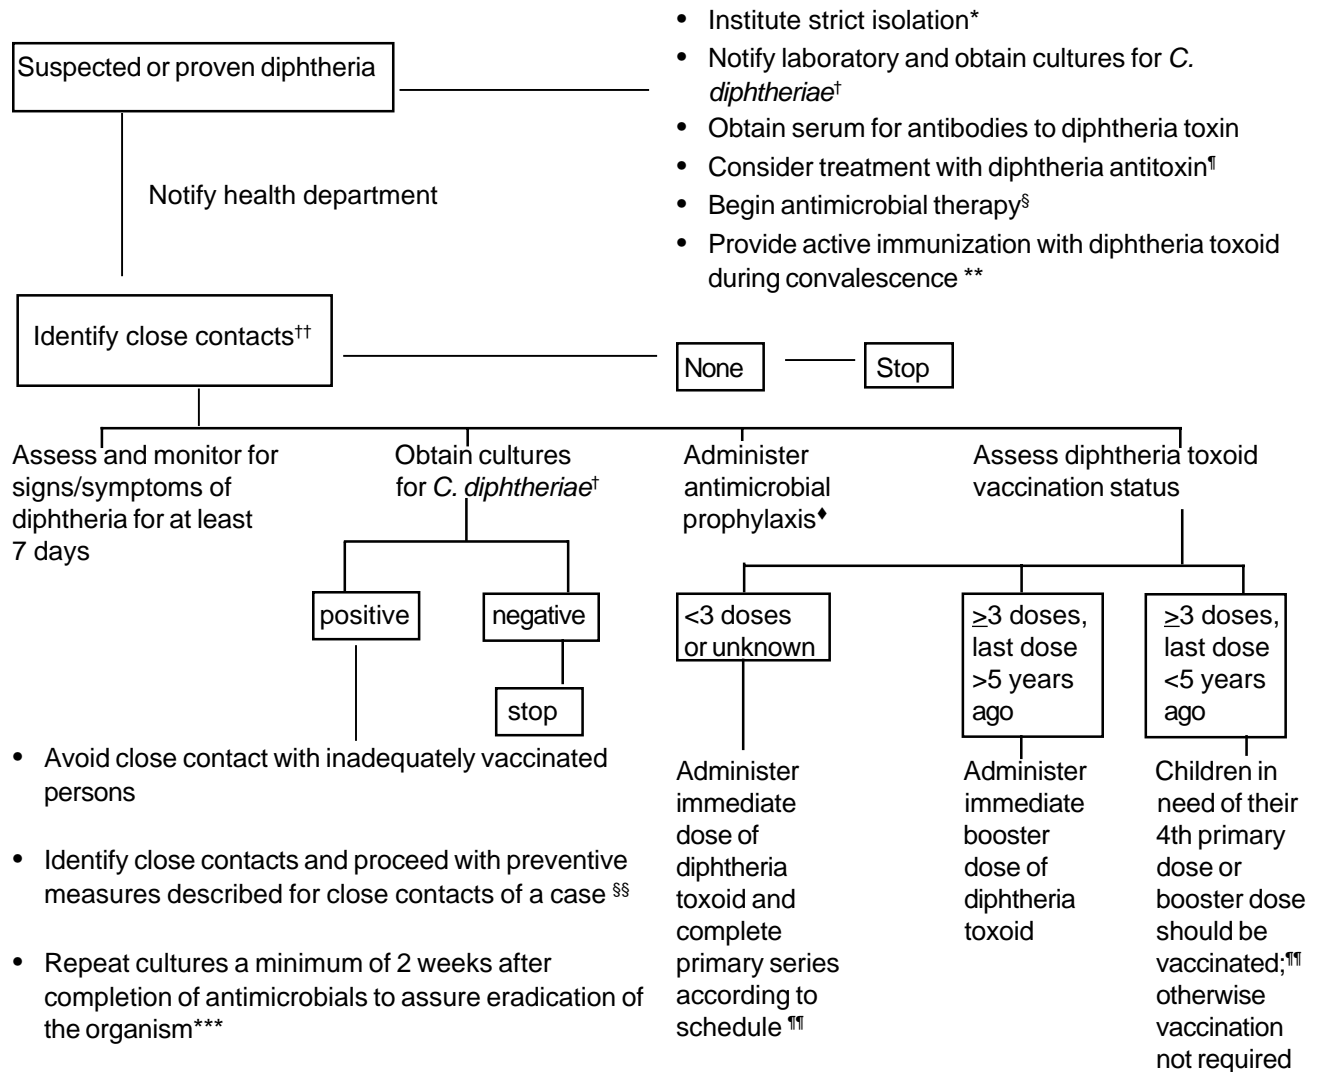 Suspected or proven diphtheria
• Institute strict isolation*
• Notify laboratory and obtain cultures for C.
diphtheriae†
• Obtain serum for antibodies to diphtheria toxin
• Consider treatment with diphtheria antitoxin¶
• Begin antimicrobial therapy§
• Provide active immunization with diphtheria toxoid
during convalescence **
Notify health department
Identify close contacts††
None
Stop
Assess and monitor for
signs/symptoms of
diphtheria for at least
7 days
Obtain cultures
for C. diphtheriae†
positive
negative
stop
• Avoid close contact with inadequately vaccinated
persons
• Identify close contacts and proceed with preventive
measures described for close contacts of a case §§
• Repeat cultures a minimum of 2 weeks after
completion of antimicrobials to assure eradication of
the organism***
Administer
antimicrobial
prophylaxis♦
Assess diphtheria toxoid
vaccination status
<3 doses
or unknown
Administer
immediate
dose of
diphtheria
toxoid and
complete
primary series
according to
schedule ¶¶
≥3 doses,
last dose
>5 years
ago
Administer
immediate
booster
dose of
diphtheria
toxoid
≥3 doses,
last dose
<5 years
ago
Children in
need of their
4th primary
dose or
booster dose
should be
vaccinated;¶¶
otherwise
vaccination
not required